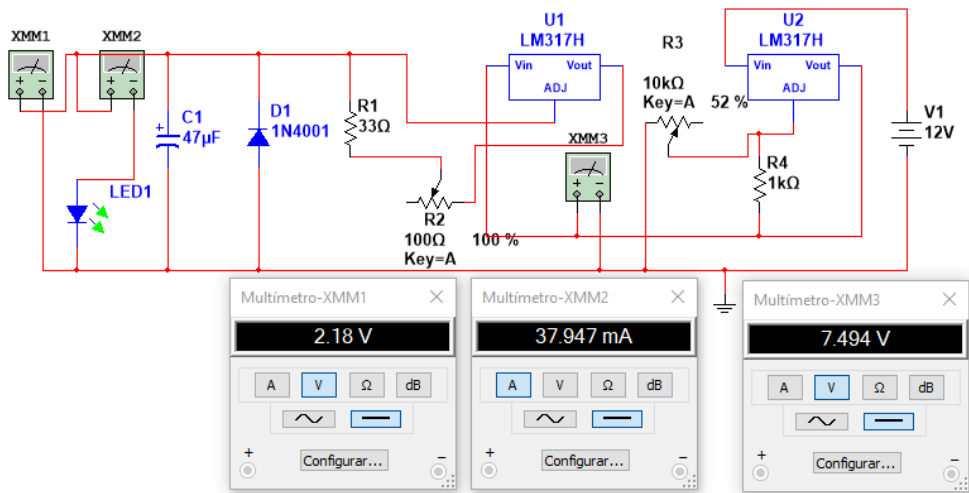 XMM1
XMM2
U1
LM317H
Vin
Vout
ADJ
R3
10kΩ
Key=A
52 %
U2
LM317H
Vin
Vout
ADJ
V1
12V
C1
47µF
D1
1N4001
R1
33Ω
XMM3
R4
1kΩ
LED1
R2
100Ω
100 %
Key=A
Multímetro-XMM1
2.18 V
A
V
Ω
dB
+
Configurar...
−
Multímetro-XMM2
37.947 mA
A
V
Ω
dB
+
Configurar...
−
Multímetro-XMM3
7.494 V
A
V
Ω
dB
+
Configurar...
−